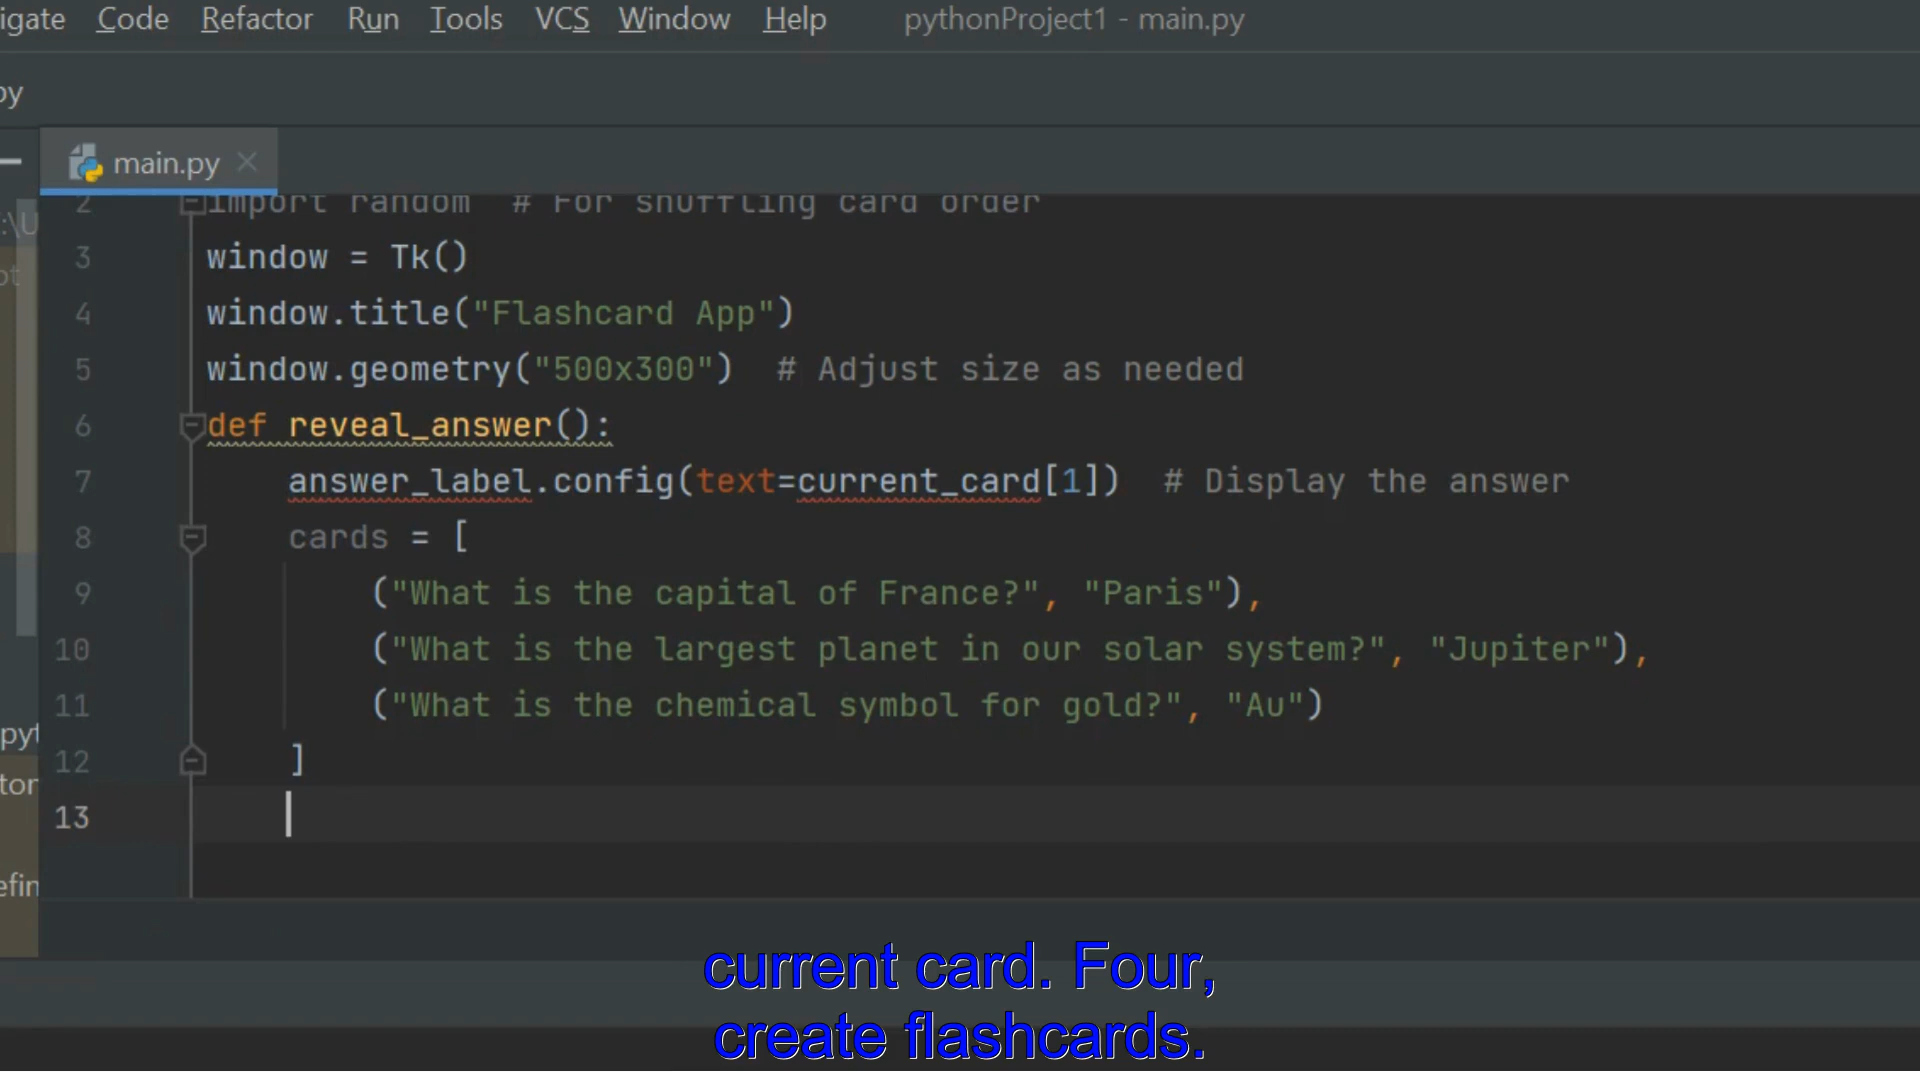 igate Code Refactor Run Tools VCS Window Help pythonProject1 - main.py
py
main.py
:\U
2 import random # For shuffling card order
3 window = Tk()
4 window.title("Flashcard App")
5 window.geometry("500x300") # Adjust size as needed
6 def reveal_answer():
7 answer_label.config(text=current_card[1]) # Display the answer
8 cards = [
9 ("What is the capital of France?", "Paris"),
10 ("What is the largest planet in our solar system?", "Jupiter"),
11 ("What is the chemical symbol for gold?", "Au")
pyt
12 ]
tor
13
efin
current card. Four,
create flashcards.